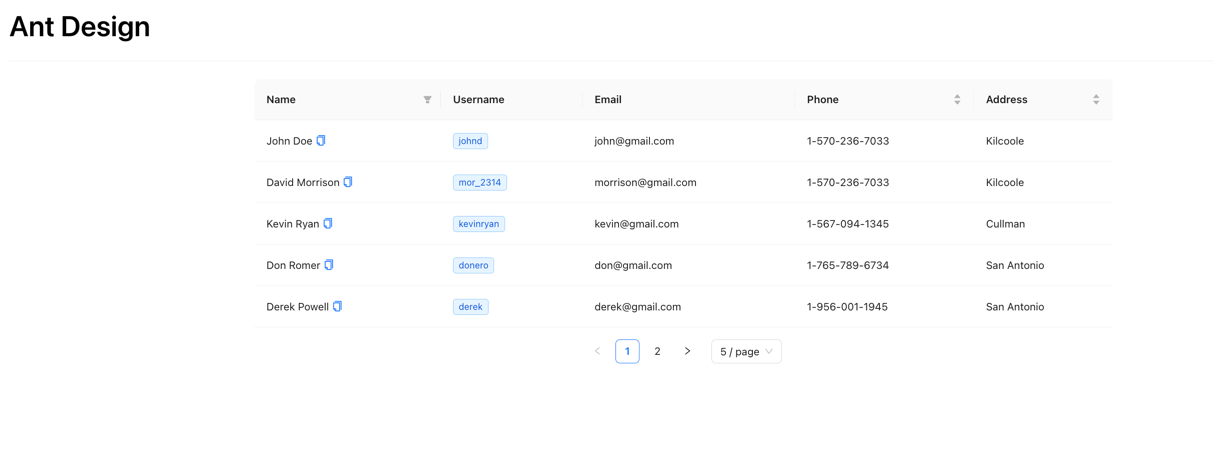 Ant Design
Name Username Email Phone Address
John Doe johnd john@gmail.com 1-570-236-7033 Kilcoole
David Morrison mor_2314 morrison@gmail.com 1-570-236-7033 Kilcoole
Kevin Ryan kevinryan kevin@gmail.com 1-567-094-1345 Cullman
Don Romer donero don@gmail.com 1-765-789-6734 San Antonio
Derek Powell derek derek@gmail.com 1-956-001-1945 San Antonio
< 1 2 > 5 / page